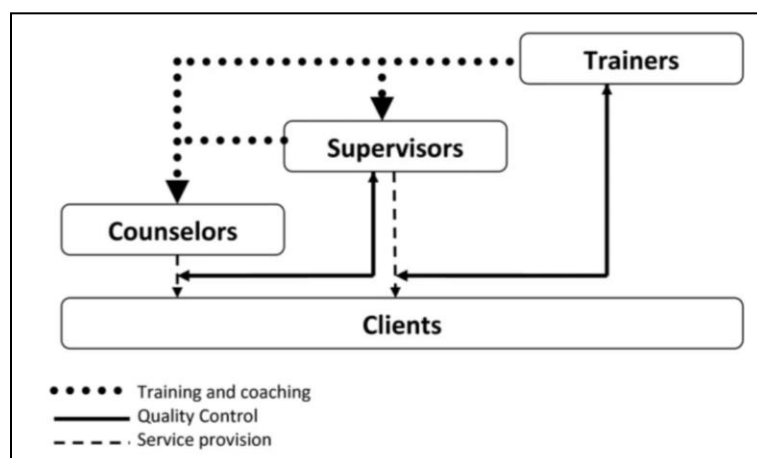 Trainers
Supervisors
Counselors
Clients
Training and coaching
Quality Control
Service provision